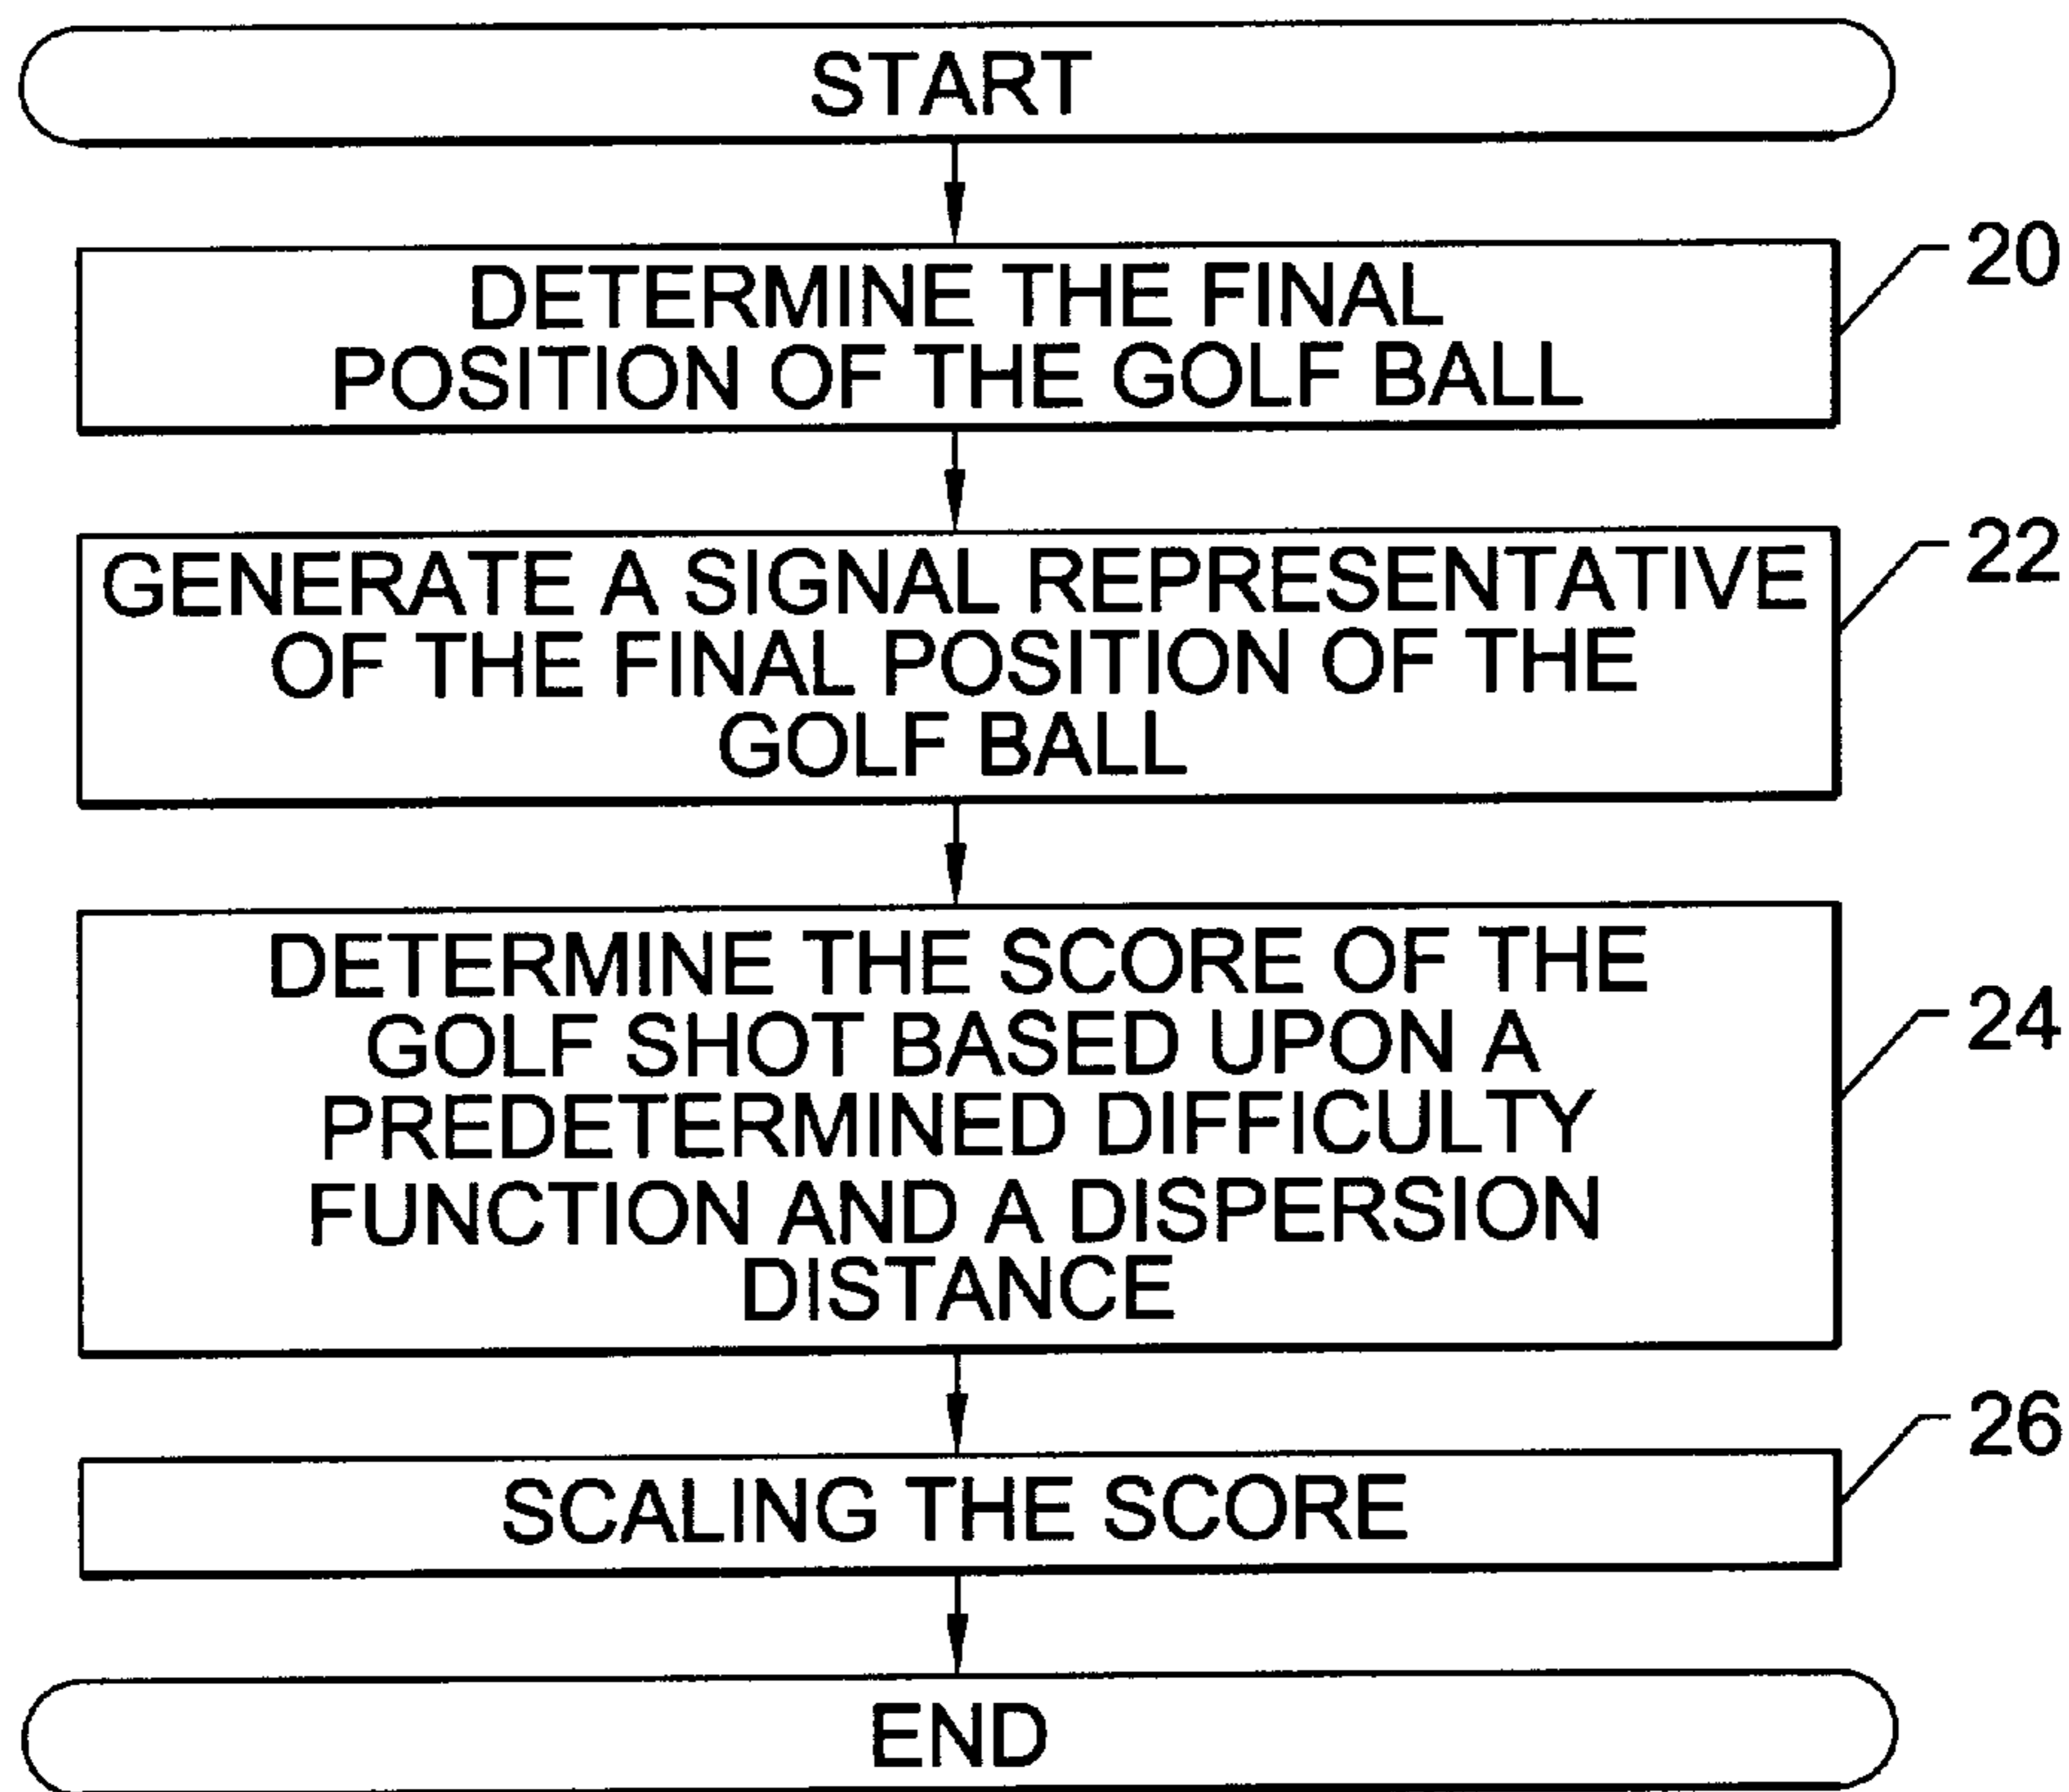 START
DETERMINE THE FINAL
POSITION OF THE GOLF BALL
20
GENERATE A SIGNAL REPRESENTATIVE
OF THE FINAL POSITION OF THE
GOLF BALL
22
DETERMINE THE SCORE OF THE
GOLF SHOT BASED UPON A
PREDETERMINED DIFFICULTY
FUNCTION AND A DISPERSION
DISTANCE
24
SCALING THE SCORE
26
END